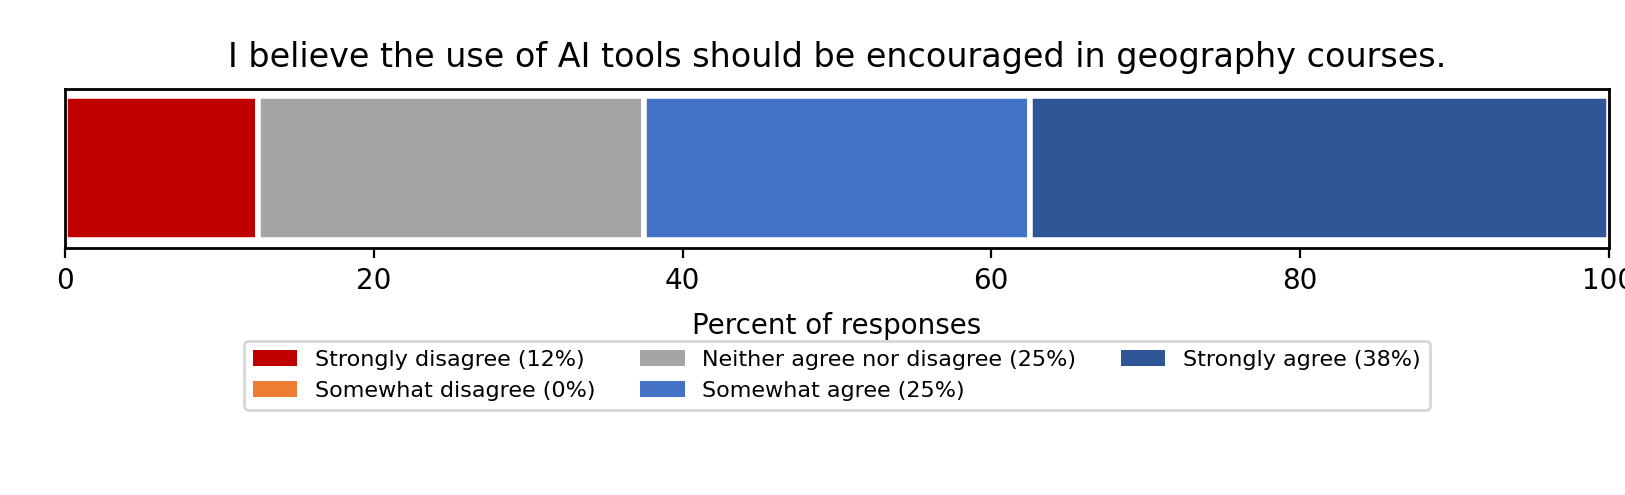 I believe the use of AI tools should be encouraged in geography courses.
0 20 40 60 80 100
Percent of responses
Strongly disagree (12%) Neither agree nor disagree (25%) Strongly agree (38%)
Somewhat disagree (0%) Somewhat agree (25%)